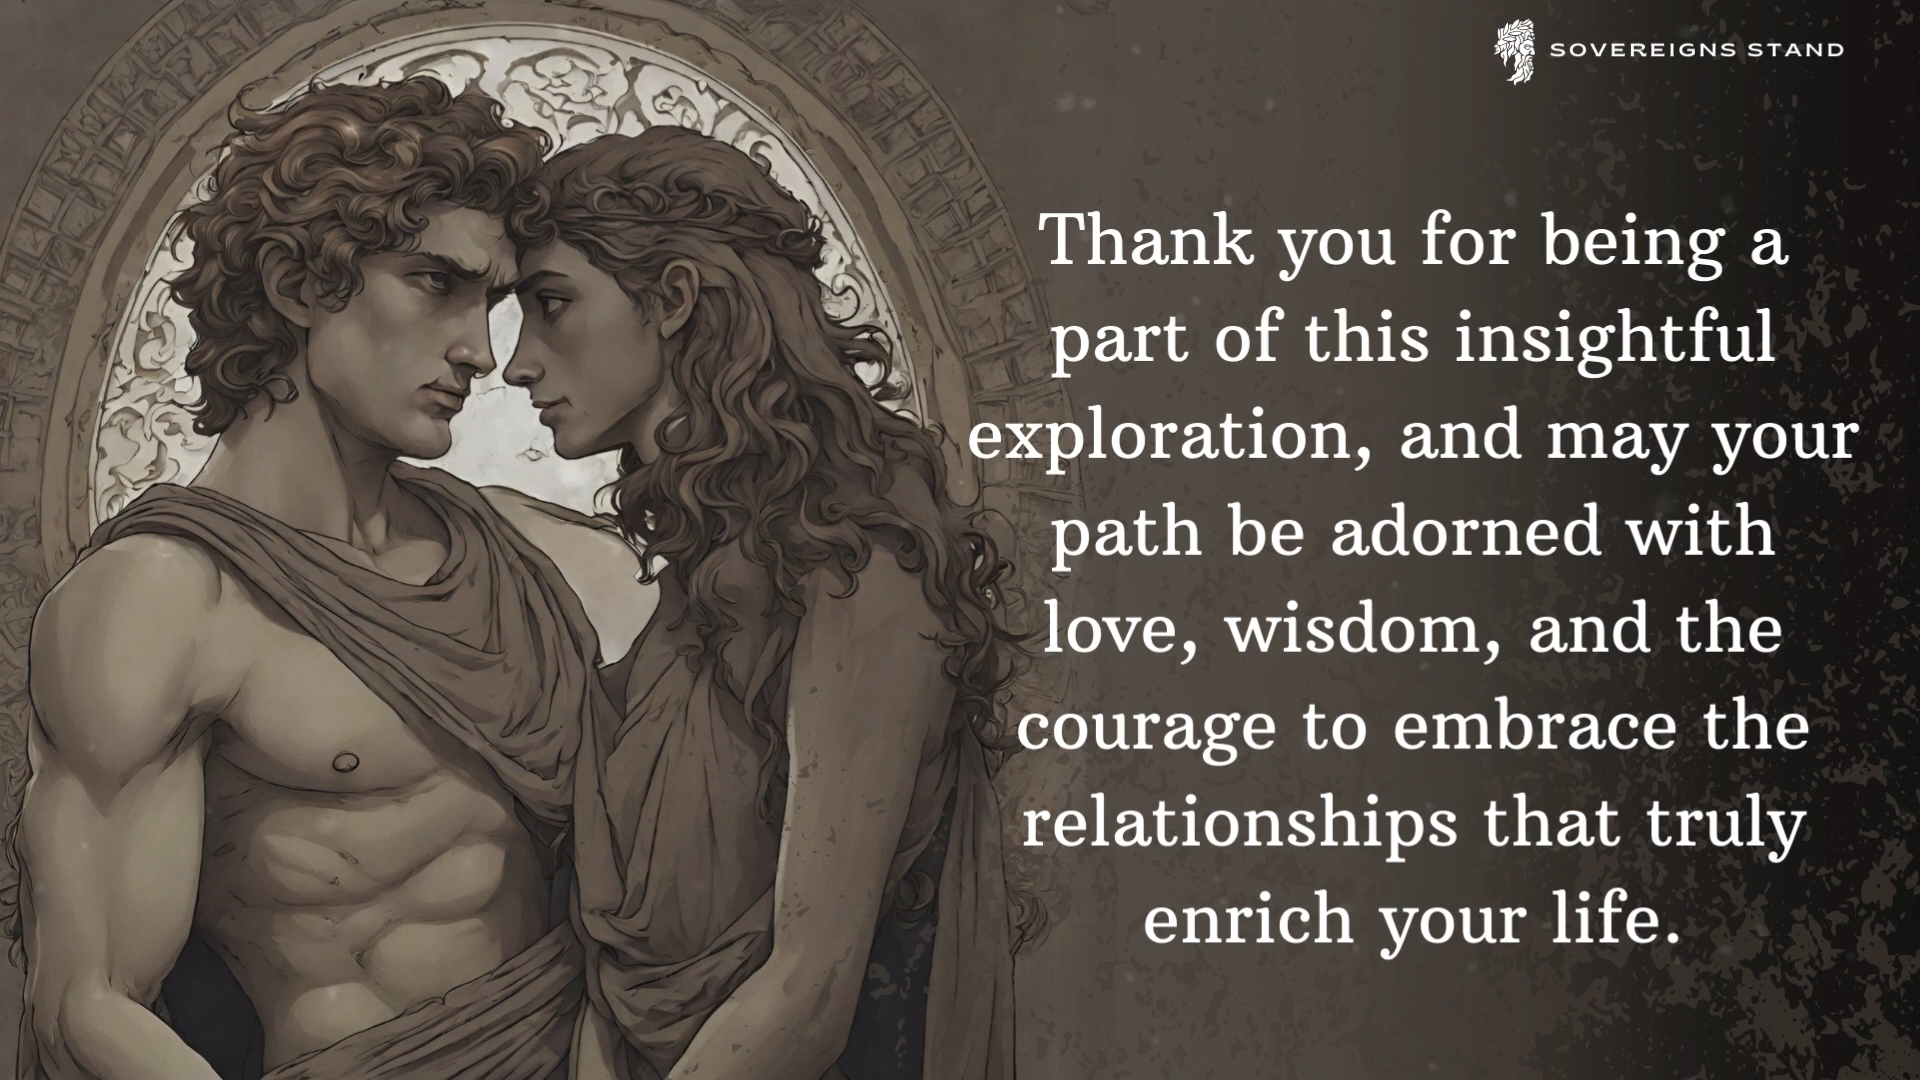 SOVEREIGNS STAND
Thank you for being a
part of this insightful
exploration, and may your
path be adorned with
love, wisdom, and the
courage to embrace the
relationships that truly
enrich your life.